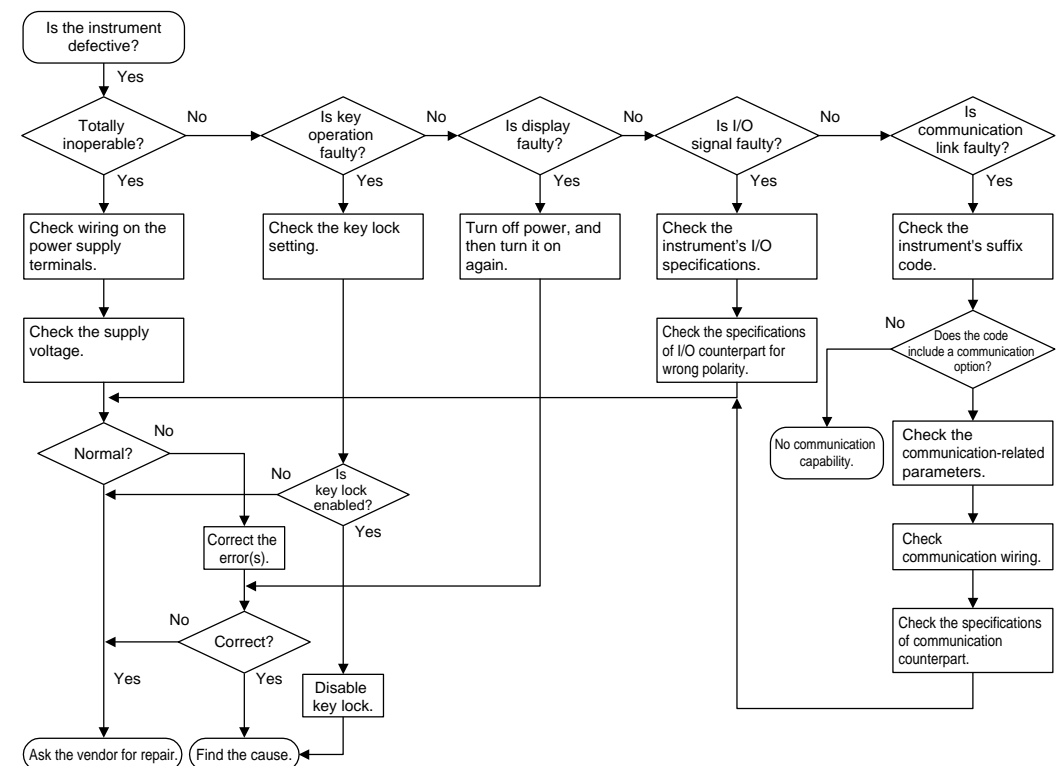 Is the instrument
defective?
Yes
Totally
inoperable?
No
Is key
operation
faulty?
No
Is display
faulty?
No
Is I/O
signal faulty?
No
Is
communication
link faulty?
Yes
Yes
Yes
Yes
Yes
Check wiring on the
power supply
terminals.
Check the key lock
setting.
Turn off power, and
then turn it on
again.
Check the
instrument's I/O
specifications.
Check the
instrument's suffix
code.
Check the supply
voltage.
Check the specifications
of I/O counterpart for
wrong polarity.
No
Does the code
include a communication
option?
No communication
capability.
Check the
communication-related
parameters.
Normal?
No
No
Is
key lock
enabled?
Yes
Correct the
error(s).
Check
communication wiring.
No
Correct?
Check the specifications
of communication
counterpart.
Yes
Yes
Disable
key lock.
Ask the vendor for repair.
Find the cause.